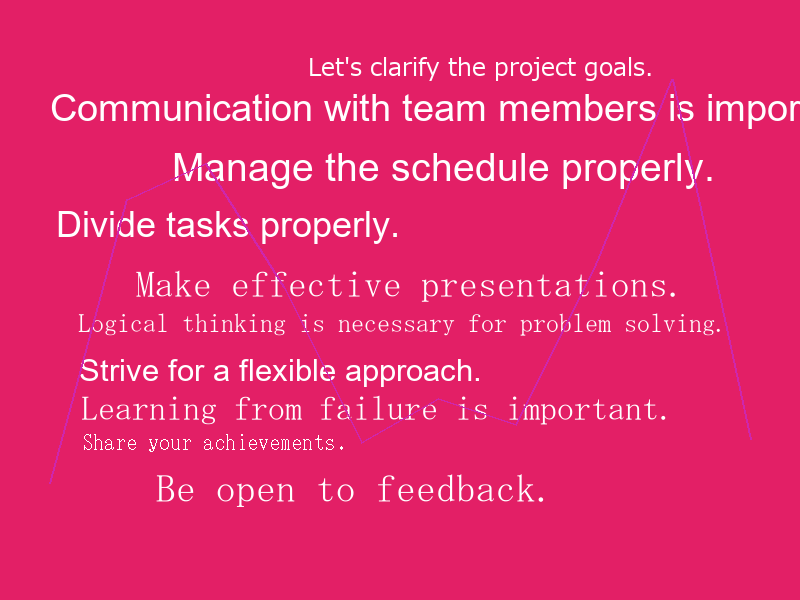 Let's clarify the project goals.
Communication with team members is
Manage the schedule properly.
Divide tasks properly.
Make effective presentations.
Logical thinking is necessary for problem solving.
Strive for a flexible approach.
Learning from failure is important.
Share your achievements.
Be open to feedback.